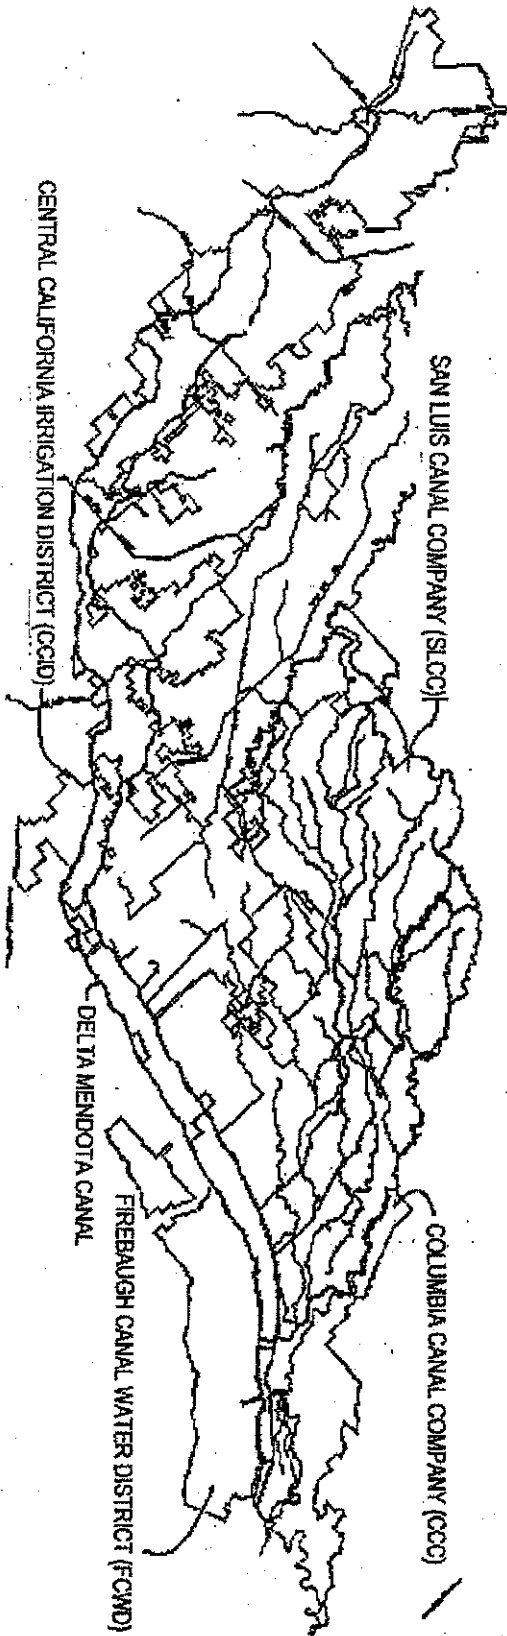 SAN LUIS CANAL COMPANY (SLCC)
COLUMBIA CANAL COMPANY (CCC)
CENTRAL CALIFORNIA IRRIGATION DISTRICT (CCID)
DELTA MENDOTA CANAL
FIREBAUGH CANAL WATER DISTRICT (FCWD)